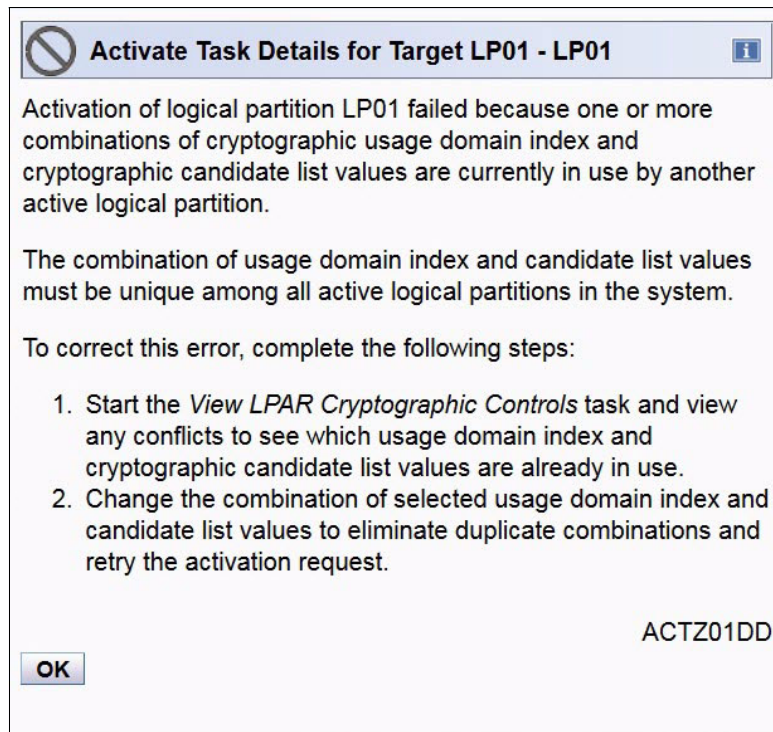 Activate Task Details for Target LP01 - LP01
Activation of logical partition LP01 failed because one or more
combinations of cryptographic usage domain index and
cryptographic candidate list values are currently in use by another
active logical partition.
The combination of usage domain index and candidate list values
must be unique among all active logical partitions in the system.
To correct this error, complete the following steps:
1. Start the View LPAR Cryptographic Controls task and view
any conflicts to see which usage domain index and
cryptographic candidate list values are already in use.
2. Change the combination of selected usage domain index and
candidate list values to eliminate duplicate combinations and
retry the activation request.
ACTZ01DD
OK